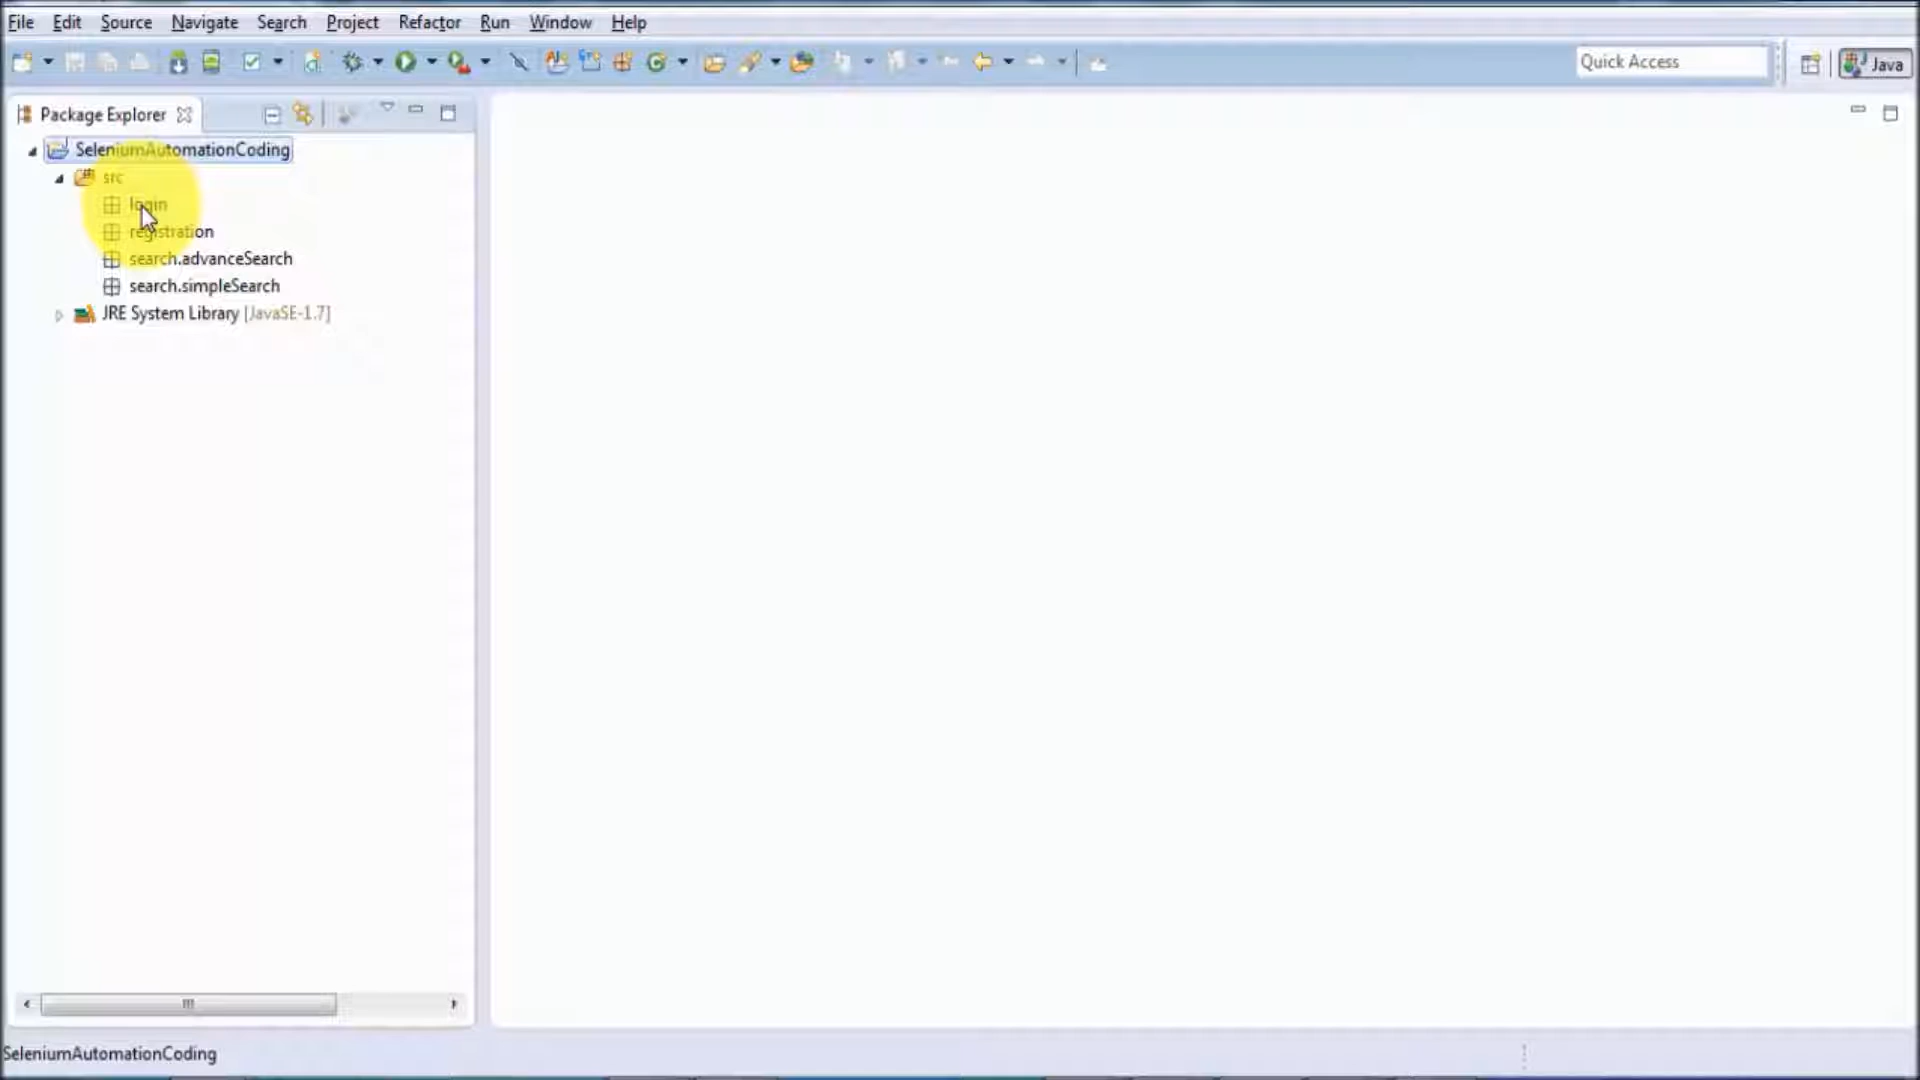 File Edit Source Navigate Search Project Refactor Run Window Help
Quick Access
Java
Package Explorer
SeleniumAutomationCoding
src
login
registration
search.advanceSearch
search.simpleSearch
JRE System Library [JavaSE-1.7]
SeleniumAutomationCoding